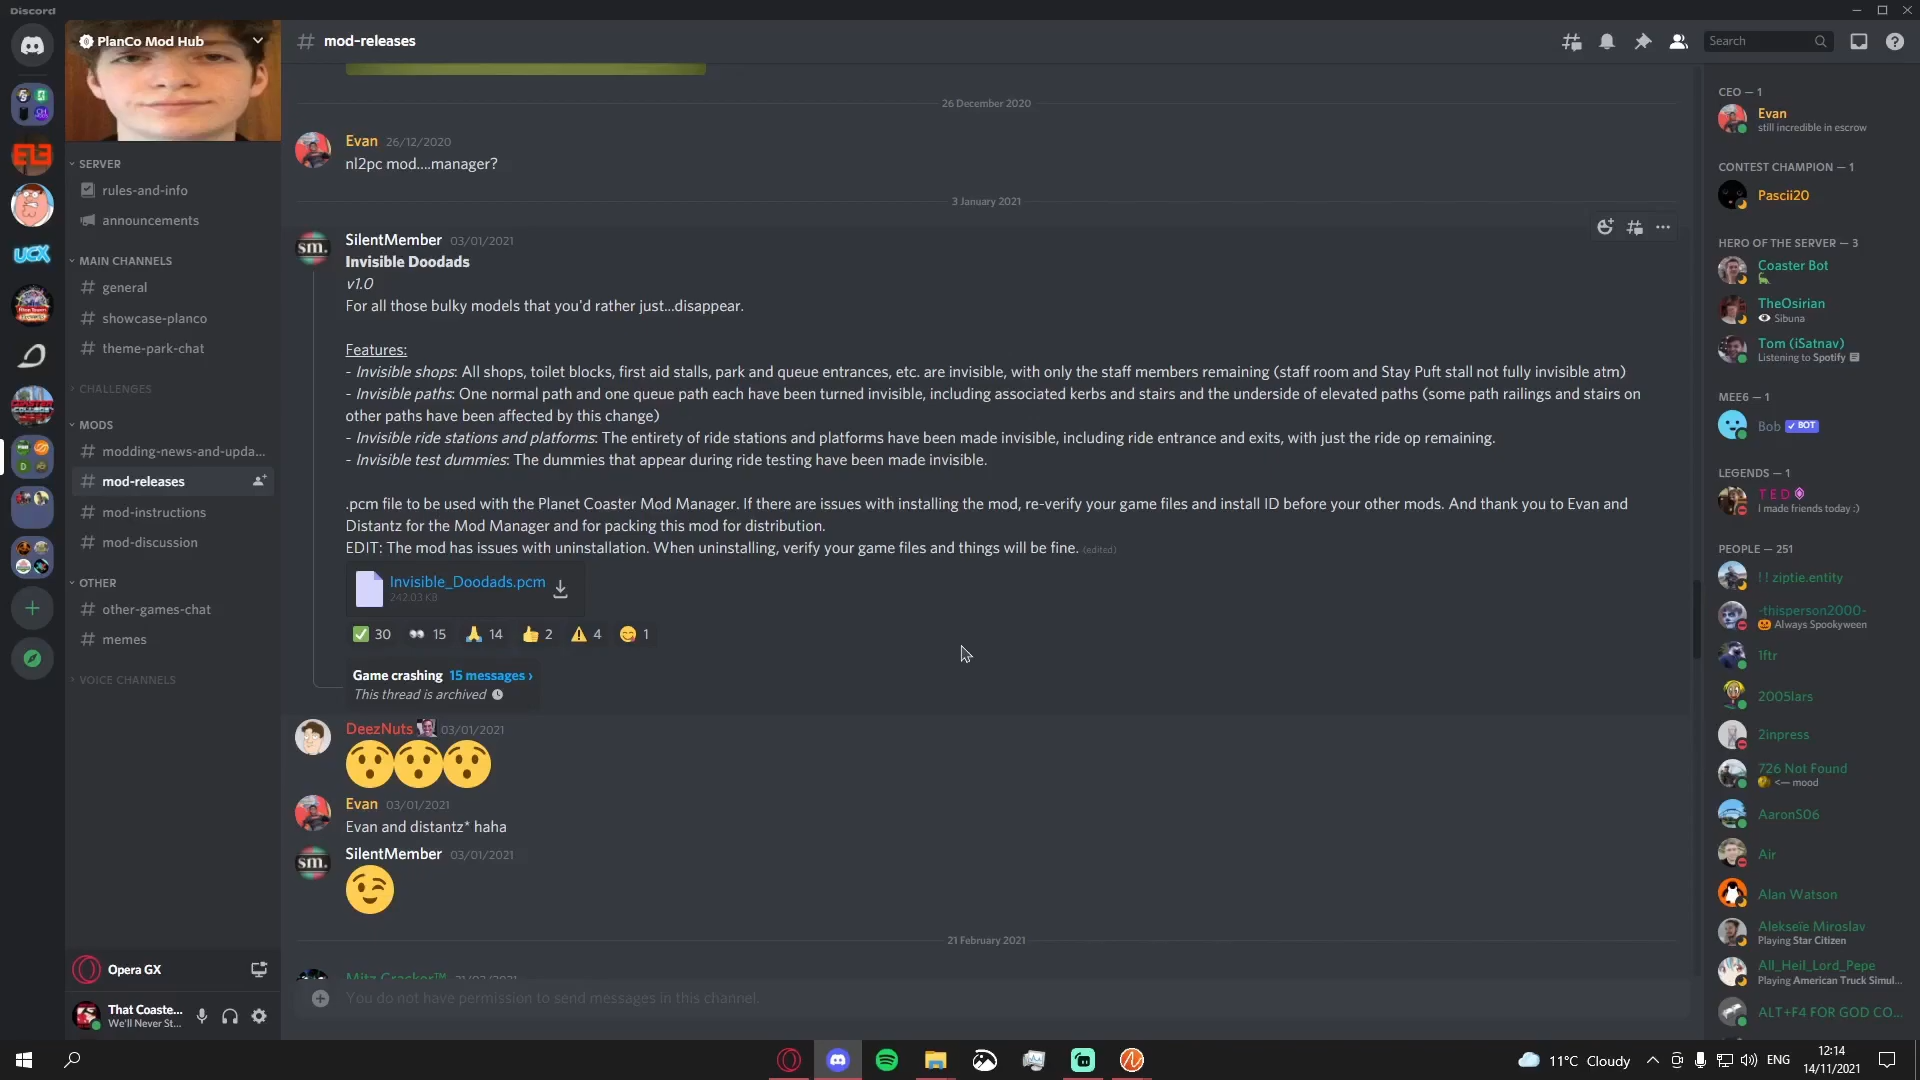 Discord
PlanCo Mod Hub
mod-releases
Search
26 December 2020
Evan 26/12/2020
nl2pc mod....manager?
3 January 2021
SilentMember 03/01/2021
Invisible Doodads
v1.0
For all those bulky models that you'd rather just...disappear.
Features:
- Invisible shops: All shops, toilet blocks, first aid stalls, park and queue entrances, etc. are invisible, with only the staff members remaining (staff room and Stay Puft stall not fully invisible atm)
- Invisible paths: One normal path and one queue path each have been turned invisible, including associated kerbs and stairs and the underside of elevated paths (some path railings and stairs on
other paths have been affected by this change)
- Invisible ride stations and platforms: The entirety of ride stations and platforms have been made invisible, including ride entrance and exits, with just the ride op remaining.
- Invisible test dummies: The dummies that appear during ride testing have been made invisible.
.pcm file to be used with the Planet Coaster Mod Manager. If there are issues with installing the mod, re-verify your game files and install ID before your other mods. And thank you to Evan and
Distantz for the Mod Manager and for packing this mod for distribution.
EDIT: The mod has issues with uninstallation. When uninstalling, verify your game files and things will be fine. (edited)
Invisible_Doodads.pcm
242.03 KB
30 15 14 2 4 1
Game crashing 15 messages ›
This thread is archived
DeezNuts 03/01/2021
Evan 03/01/2021
Evan and distantz* haha
SilentMember 03/01/2021
21 February 2021
Mitz Cracker™ 21/02/2021
You do not have permission to send messages in this channel.
SERVER
rules-and-info
announcements
MAIN CHANNELS
general
showcase-planco
theme-park-chat
CHALLENGES
MODS
modding-news-and-upda...
mod-releases
mod-instructions
mod-discussion
OTHER
other-games-chat
memes
VOICE CHANNELS
Opera GX
That Coaste...
We'll Never St...
UCX
sm.
sm.
CEO — 1
Evan
still incredible in escrow
CONTEST CHAMPION — 1
Pascii20
HERO OF THE SERVER — 3
Coaster Bot
TheOsirian
Sibuna
Tom (iSatnav)
Listening to Spotify
MEE6 — 1
Bob BOT
LEGENDS — 1
T E D
I made friends today :)
PEOPLE — 251
! ! ziptie.entity
-thisperson2000-
Always Spookyween
1ftr
2005lars
2inpress
726 Not Found
<— mood
AaronS06
Air
Alan Watson
Alekseïe Miroslav
Playing Star Citizen
All_Heil_Lord_Pepe
Playing American Truck Simul...
ALT+F4 FOR GOD CO...
11°C Cloudy
ENG
12:14
14/11/2021